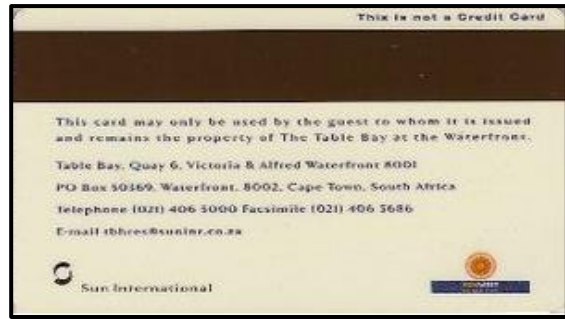 This is not a Credit Card
This card may only be used by the guest to whom it is issued
and remains the property of The Table Bay at the Waterfront.
Table Bay, Quay 6, Victoria & Alfred Waterfront 8001
PO Box 50369, Waterfront, 8002, Cape Town, South Africa
Telephone (021) 406 5000 Facsimile (021) 406 5686
E-mail tbhres@sunint.co.za
Sun International